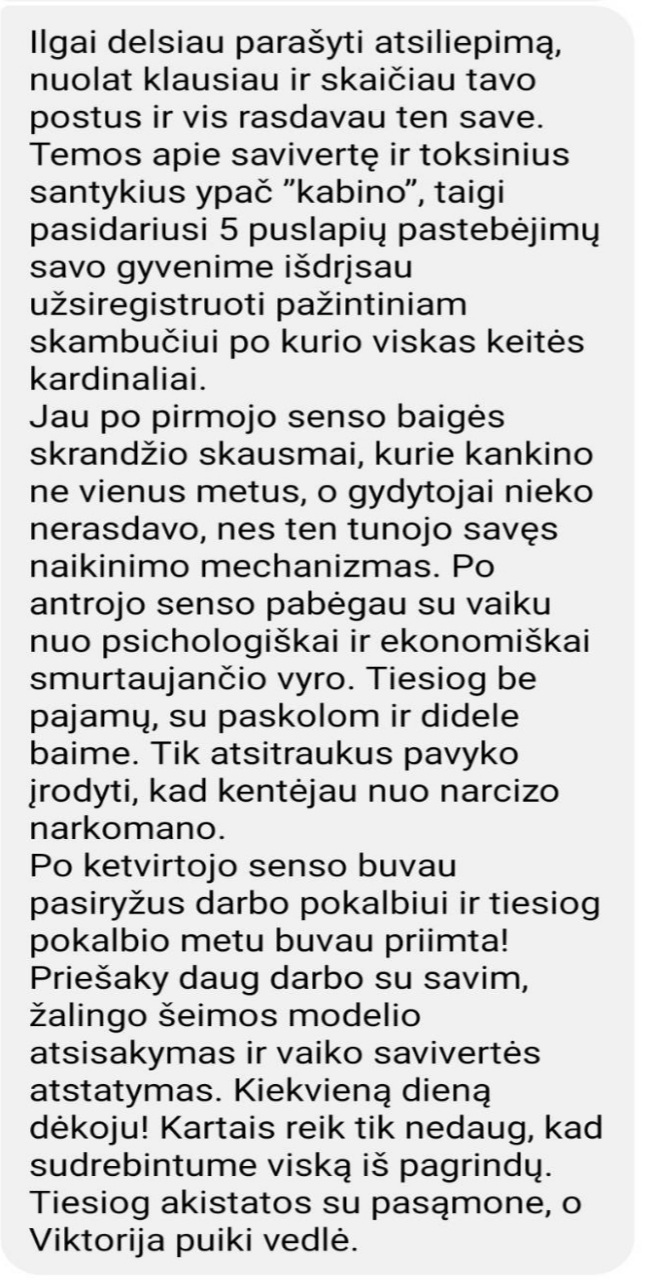 Ilgai delsiau parašyti atsiliepimą,
nuolat klausiau ir skaičiau tavo
postus ir vis rasdavau ten save.
Temos apie savivertę ir toksinius
santykius ypač ”kabino”, taigi
pasidariusi 5 puslapių pastebėjimų
savo gyvenime išdrįsau
užsiregistruoti pažintiniam
skambučiui po kurio viskas keitės
kardinaliai.
Jau po pirmojo senso baigės
skrandžio skausmai, kurie kankino
ne vienus metus, o gydytojai nieko
nerasdavo, nes ten tunojo savęs
naikinimo mechanizmas. Po
antrojo senso pabėgau su vaiku
nuo psichologiškai ir ekonomiškai
smurtaujančio vyro. Tiesiog be
pajamų, su paskolom ir didele
baime. Tik atsitraukus pavyko
įrodyti, kad kentėjau nuo narcizo
narkomano.
Po ketvirtojo senso buvau
pasiryžus darbo pokalbiui ir tiesiog
pokalbio metu buvau priimta!
Priešaky daug darbo su savim,
žalingo šeimos modelio
atsisakymas ir vaiko savivertės
atstatymas. Kiekvieną dieną
dėkoju! Kartais reik tik nedaug, kad
sudrebintume viską iš pagrindų.
Tiesiog akistatos su pasąmone, o
Viktorija puiki vedlė.